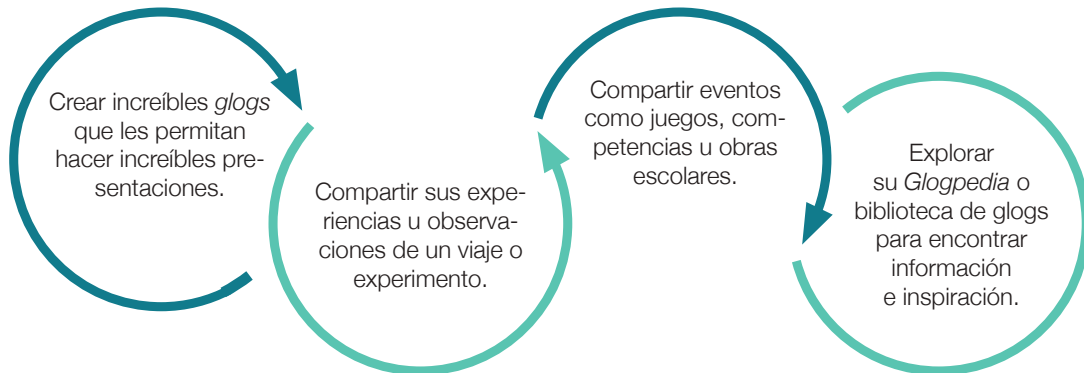 Crear increíbles glogs
que les permitan
hacer increíbles pre-
sentaciones.
Compartir sus expe-
riencias u observa-
ciones de un viaje o
experimento.
Compartir eventos
como juegos, com-
petencias u obras
escolares.
Explorar
su Glogpedia o
biblioteca de glogs
para encontrar
información
e inspiración.